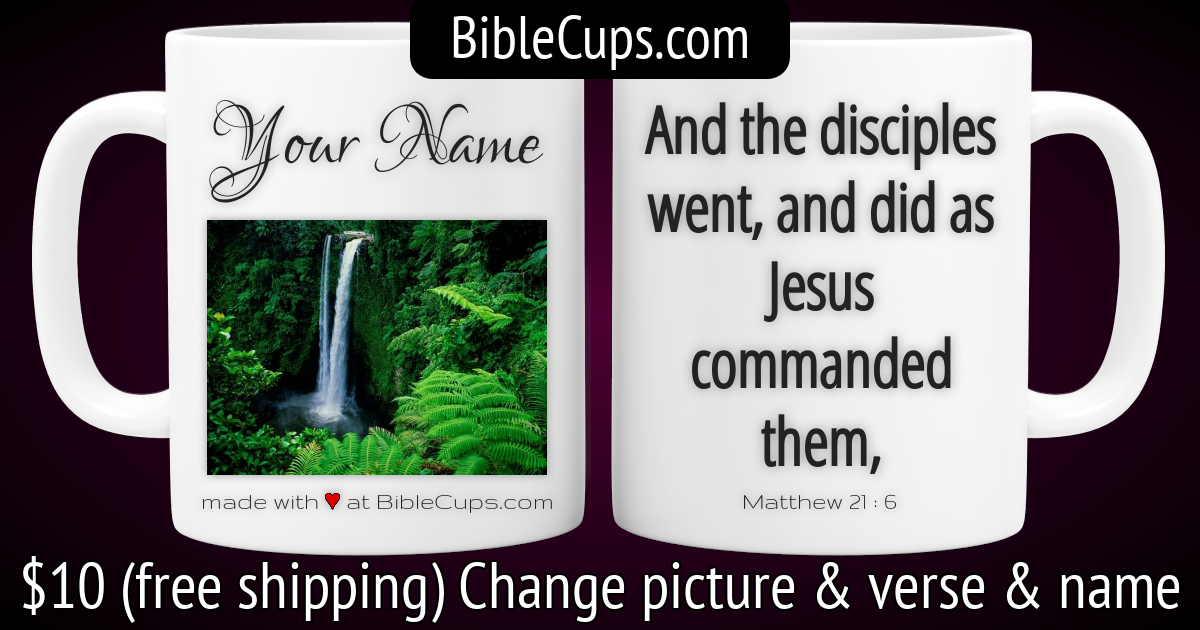 BibleCups.com
Your Name
made with ♥ at BibleCups.com
And the disciples
went, and did as
Jesus
commanded
them,
Matthew 21 : 6
$10 (free shipping) Change picture & verse & name